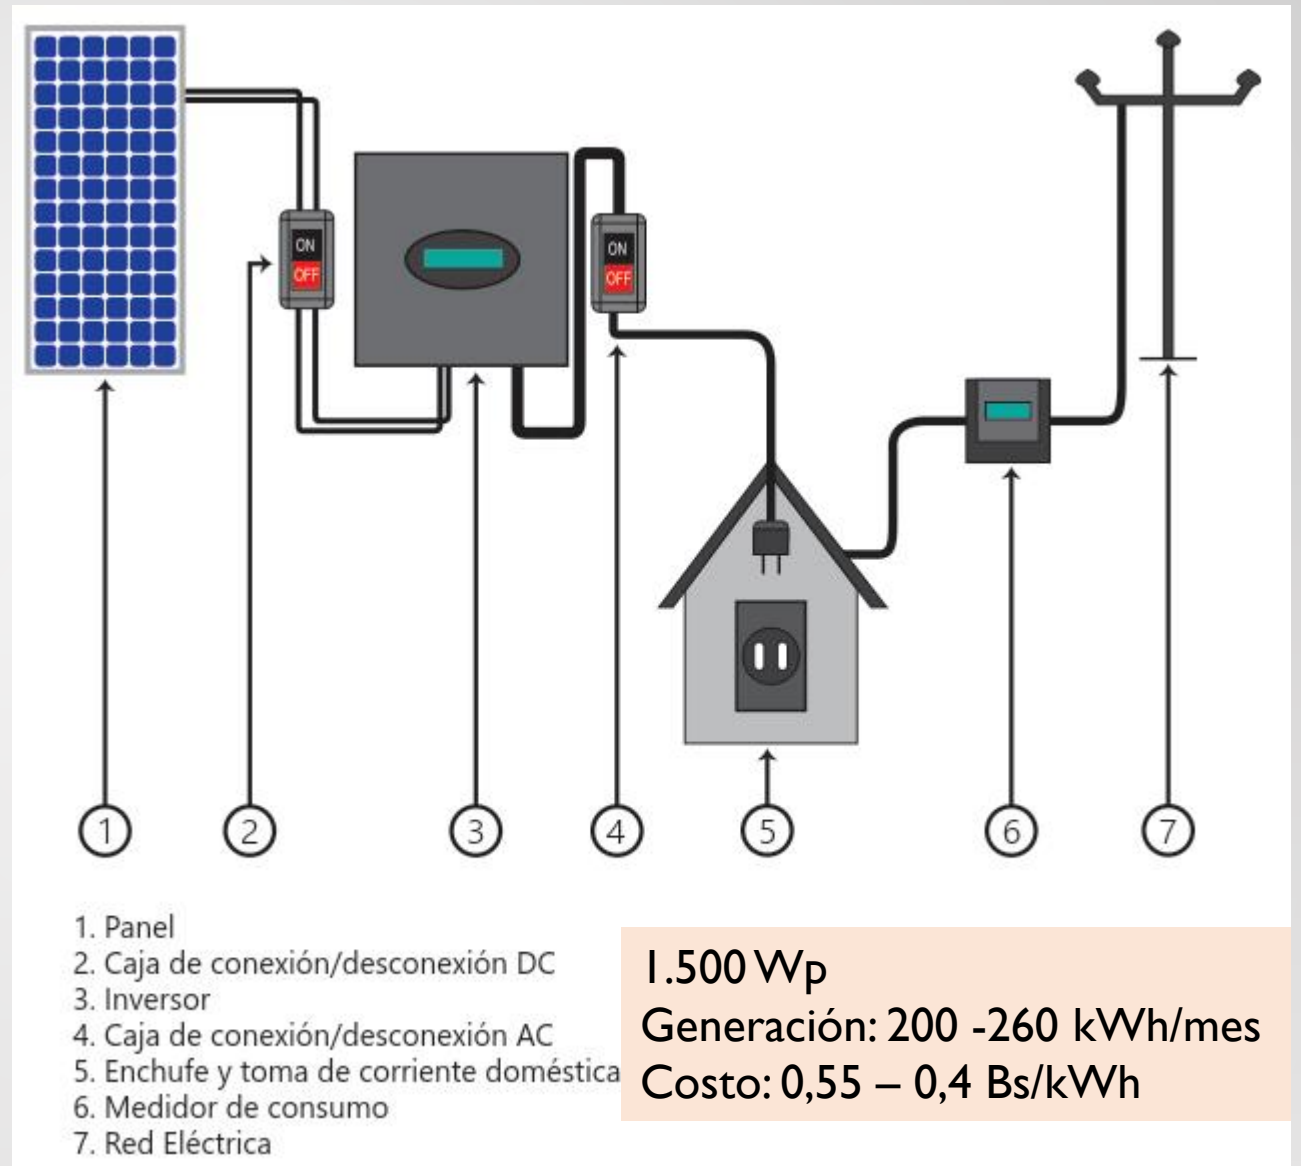 ON
OFF
ON
OFF
1
2
3
4
5
6
7
1. Panel
2. Caja de conexión/desconexión DC
3. Inversor
4. Caja de conexión/desconexión AC
5. Enchufe y toma de corriente doméstica
6. Medidor de consumo
7. Red Eléctrica
1.500 Wp
Generación: 200 -260 kWh/mes
Costo: 0,55 – 0,4 Bs/kWh